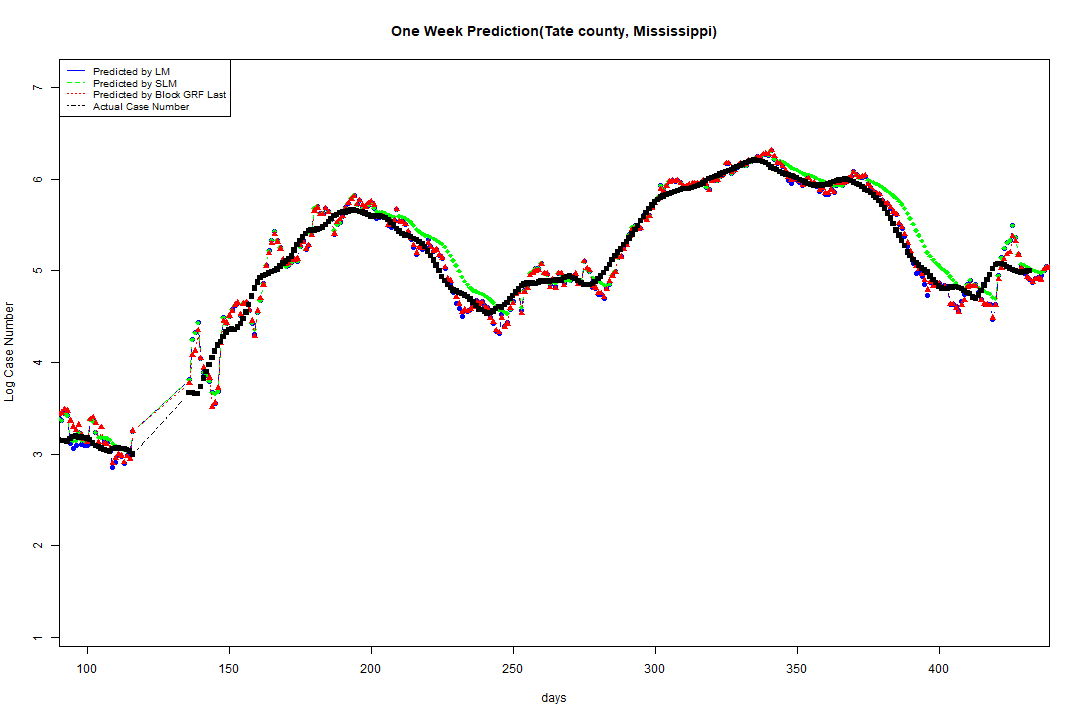 One Week Prediction(Tate county, Mississippi)
Predicted by LM
Predicted by SLM
Predicted by Block GRF Last
Actual Case Number
7
6
5
4
3
2
1
Log Case Number
100 150 200 250 300 350 400
days